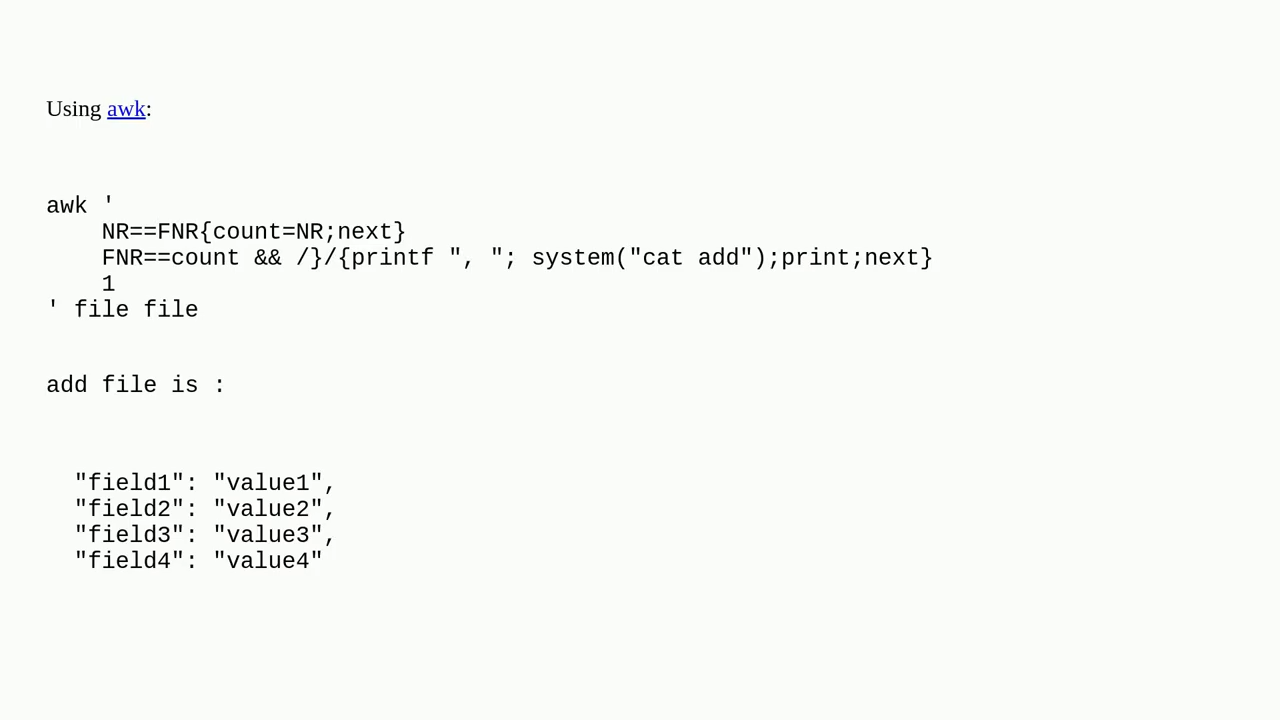 Using awk:
awk '
    NR==FNR{count=NR;next}
    FNR==count && /}/{printf ", "; system("cat add");print;next}
    1
' file file
add file is :
  "field1": "value1",
  "field2": "value2",
  "field3": "value3",
  "field4": "value4"